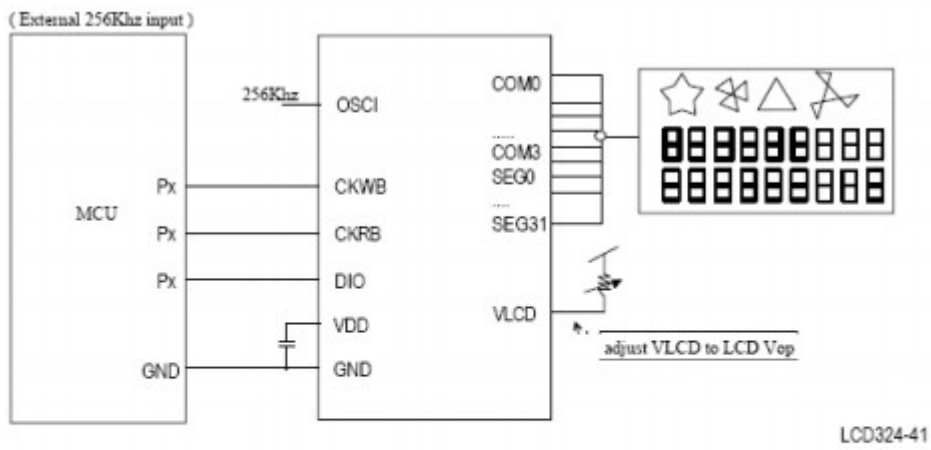 ( External 256Khz input )
256Khz
OSCI
COM0
.....
COM3
Px
CKWB
SEG0
MCU
....
Px
CKRB
SEG31
Px
DIO
VLCD
VDD
adjust VLCD to LCD Vop
GND
GND
LCD324-41